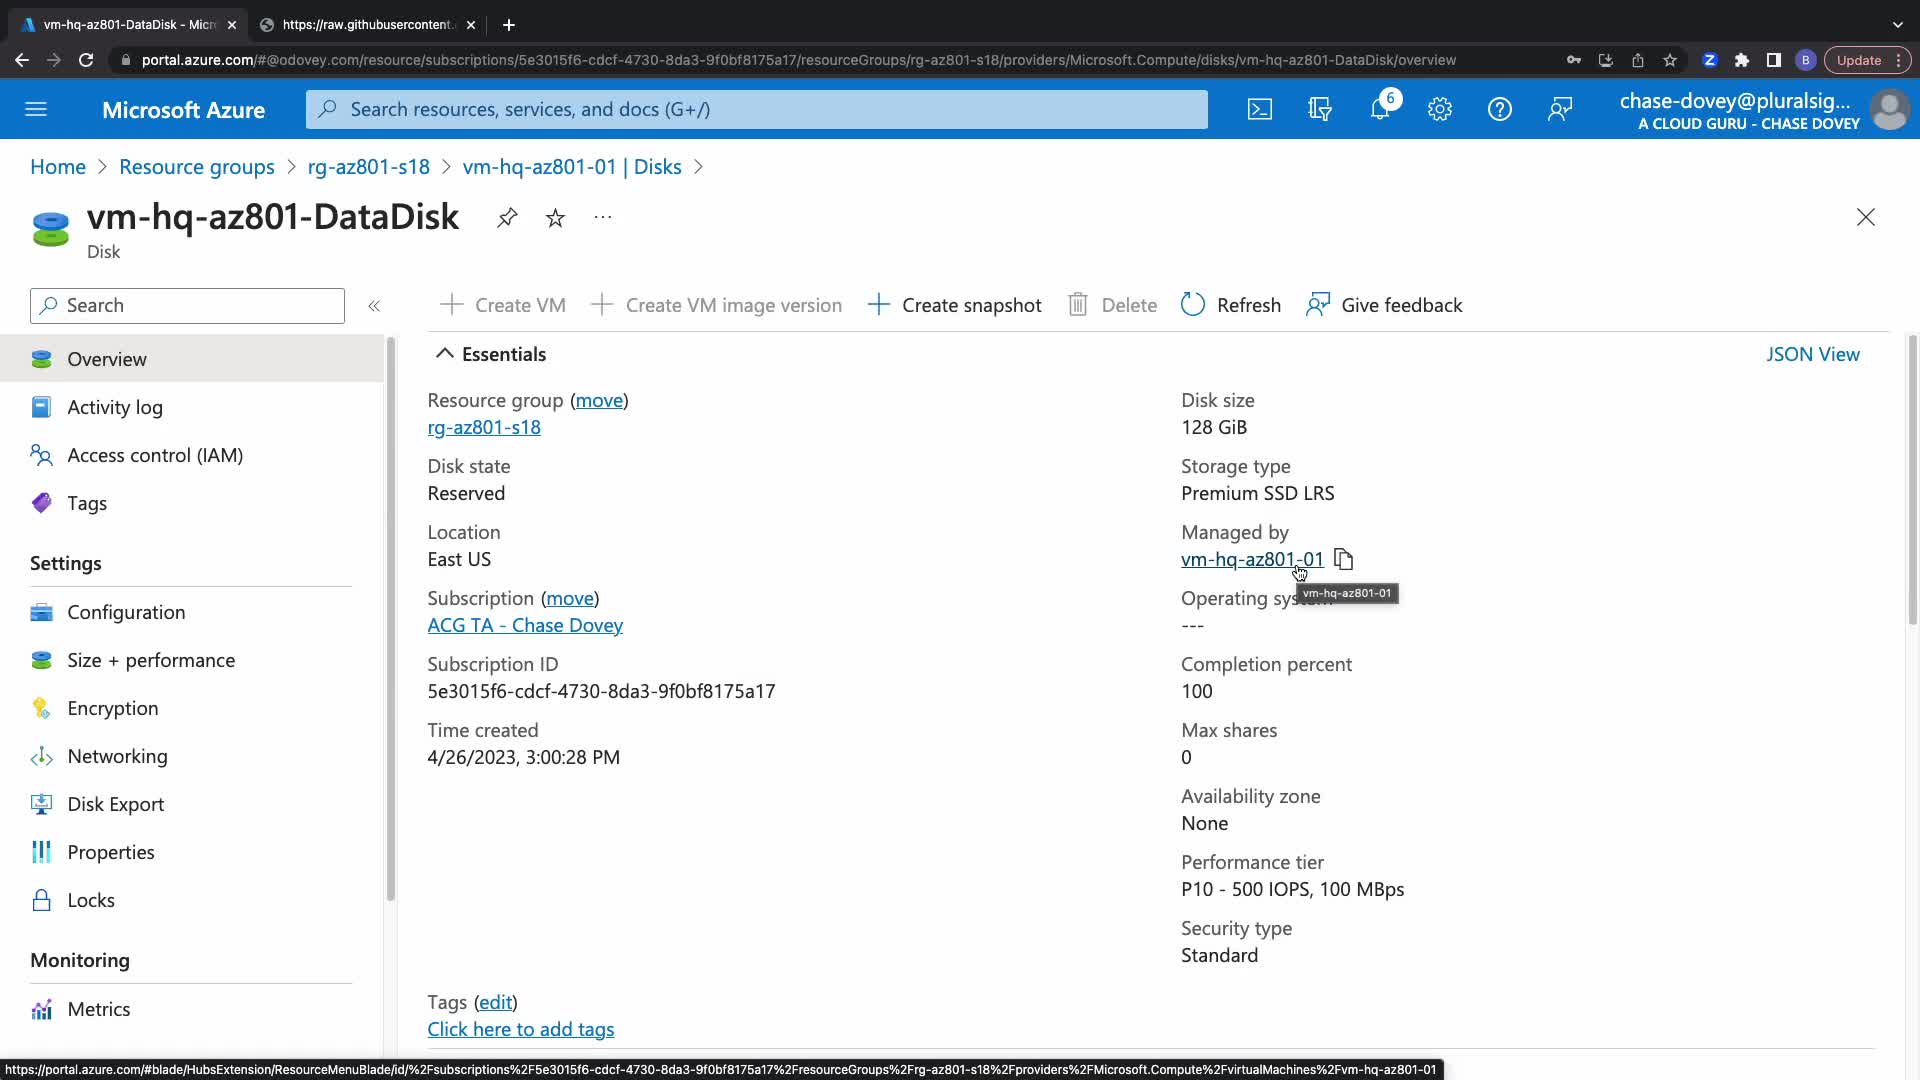 vm-hq-az801-DataDisk - Micr
https://raw.githubusercontent.
portal.azure.com/#@odovey.com/resource/subscriptions/5e3015f6-cdcf-4730-8da3-9f0bf8175a17/resourceGroups/rg-az801-s18/providers/Microsoft.Compute/disks/vm-hq-az801-DataDisk/overview
Z
B
Update
Microsoft Azure
Search resources, services, and docs (G+/)
6
chase-dovey@pluralsig...
A CLOUD GURU - CHASE DOVEY
Home > Resource groups > rg-az801-s18 > vm-hq-az801-01 | Disks >
vm-hq-az801-DataDisk
Disk
Search
Create VM
Create VM image version
Create snapshot
Delete
Refresh
Give feedback
Overview
Activity log
Access control (IAM)
Tags
Settings
Configuration
Size + performance
Encryption
Networking
Disk Export
Properties
Locks
Monitoring
Metrics
Essentials
JSON View
Resource group (move)
rg-az801-s18
Disk state
Reserved
Location
East US
Subscription (move)
ACG TA - Chase Dovey
Subscription ID
5e3015f6-cdcf-4730-8da3-9f0bf8175a17
Time created
4/26/2023, 3:00:28 PM
Disk size
128 GiB
Storage type
Premium SSD LRS
Managed by
vm-hq-az801-01
vm-hq-az801-01
Operating
---
Completion percent
100
Max shares
0
Availability zone
None
Performance tier
P10 - 500 IOPS, 100 MBps
Security type
Standard
Tags (edit)
Click here to add tags
https://portal.azure.com/#blade/HubsExtension/ResourceMenuBlade/id/%2Fsubscriptions%2F5e3015f6-cdcf-4730-8da3-9f0bf8175a17%2FresourceGroups%2Frg-az801-s18%2Fproviders%2FMicrosoft.Compute%2FvirtualMachines%2Fvm-hq-az801-01